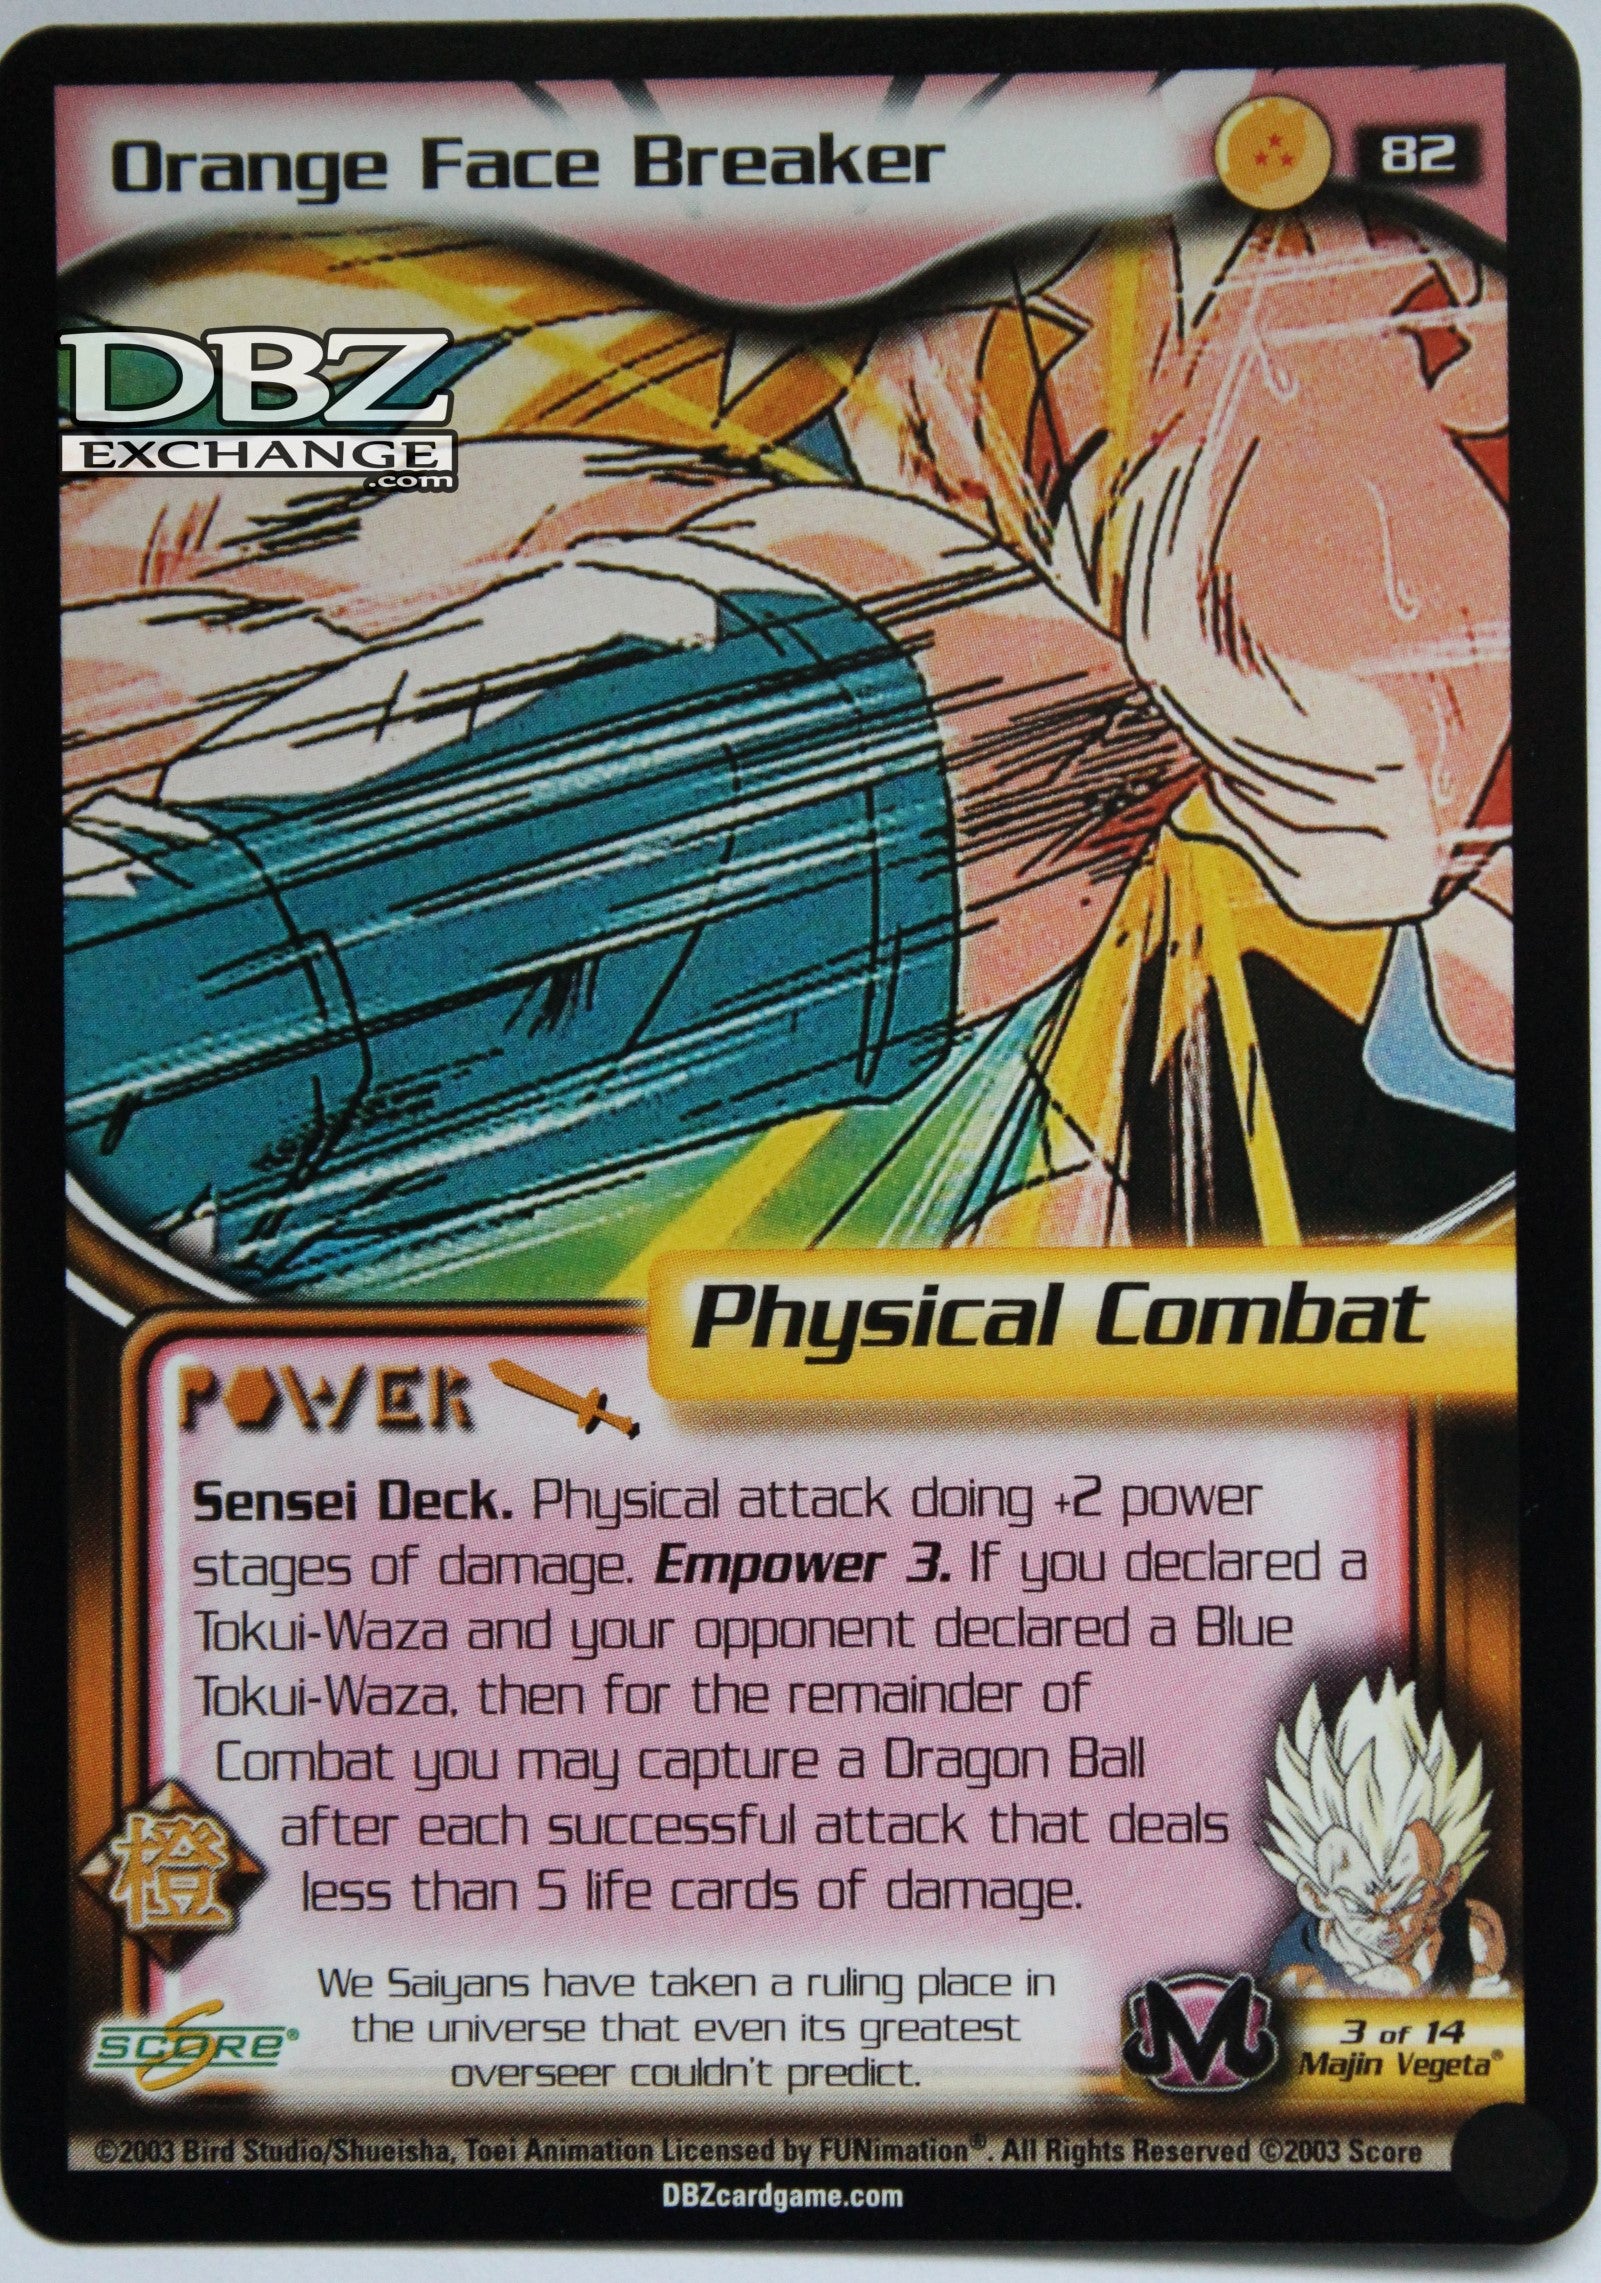 Orange Face Breaker
82
DBZ
EXCHANGE
.com
Physical Combat
POWER
Sensei Deck. Physical attack doing +2 power
stages of damage. Empower 3. If you declared a
Tokui-Waza and your opponent declared a Blue
Tokui-Waza, then for the remainder of
Combat you may capture a Dragon Ball
after each successful attack that deals
less than 5 life cards of damage.
橙
We Saiyans have taken a ruling place in
the universe that even its greatest
overseer couldn't predict.
SCORE®
M
3 of 14
Majin Vegeta®
©2003 Bird Studio/Shueisha, Toei Animation Licensed by FUNimation®. All Rights Reserved ©2003 Score
DBZcardgame.com